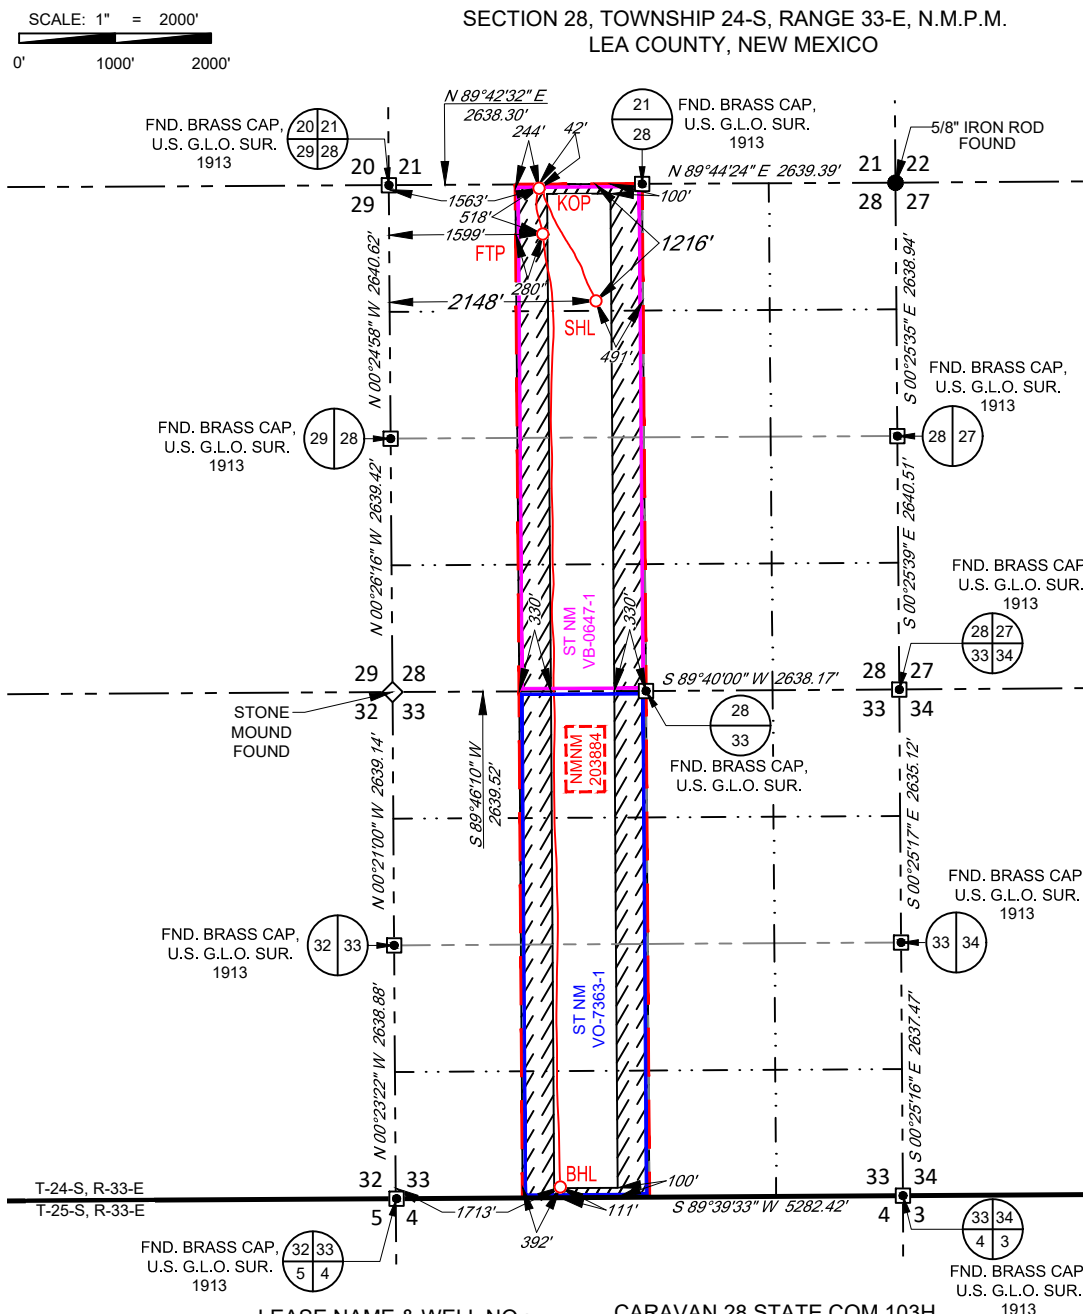 SCALE: 1" = 2000'
0' 1000' 2000'
SECTION 28, TOWNSHIP 24-S, RANGE 33-E, N.M.P.M.
LEA COUNTY, NEW MEXICO
FND. BRASS CAP,
U.S. G.L.O. SUR.
1913
20 21
29 28
20 21
29
N 89°42'32" E
2638.30'
244'
42'
21
28
FND. BRASS CAP,
U.S. G.L.O. SUR.
1913
N 89°44'24" E 2639.39'
5/8" IRON ROD
FOUND
21 22
28 27
1563'
518'
1599'
KOP
100'
FTP
1216'
280'
2148'
SHL
491'
N 00°24'58" W 2640.62'
S 00°25'35" E 2638.94'
FND. BRASS CAP,
U.S. G.L.O. SUR.
1913
29 28
FND. BRASS CAP,
U.S. G.L.O. SUR.
1913
28 27
N 00°26'16" W 2639.42'
S 00°25'39" E 2640.51'
330'
ST NM
VB-0647-1
330'
FND. BRASS CAP
U.S. G.L.O. SUR.
1913
28 27
33 34
29 28
32 33
STONE
MOUND
FOUND
S 89°40'00" W 2638.17'
28 27
33 34
S 89°46'10" W
2639.52'
NMNM
203884
28
33
FND. BRASS CAP,
U.S. G.L.O. SUR.
N 00°21'00" W 2639.14'
S 00°25'17" E 2635.12'
FND. BRASS CAP,
U.S. G.L.O. SUR.
1913
32 33
FND. BRASS CAP
U.S. G.L.O. SUR.
1913
33 34
ST NM
VO-7363-1
N 00°23'22" W 2638.88'
S 00°25'16" E 2637.47'
BHL
100'
T-24-S, R-33-E
T-25-S, R-33-E
32 33
5 4
1713'
392'
111'
S 89°39'33" W 5282.42'
33 34
4 3
FND. BRASS CAP,
U.S. G.L.O. SUR.
1913
32 33
5 4
33 34
4 3
FND. BRASS CAP
U.S. G.L.O. SUR.
1913
LEASE NAME & WELL NO.: CARAVAN 28 STATE COM 103H